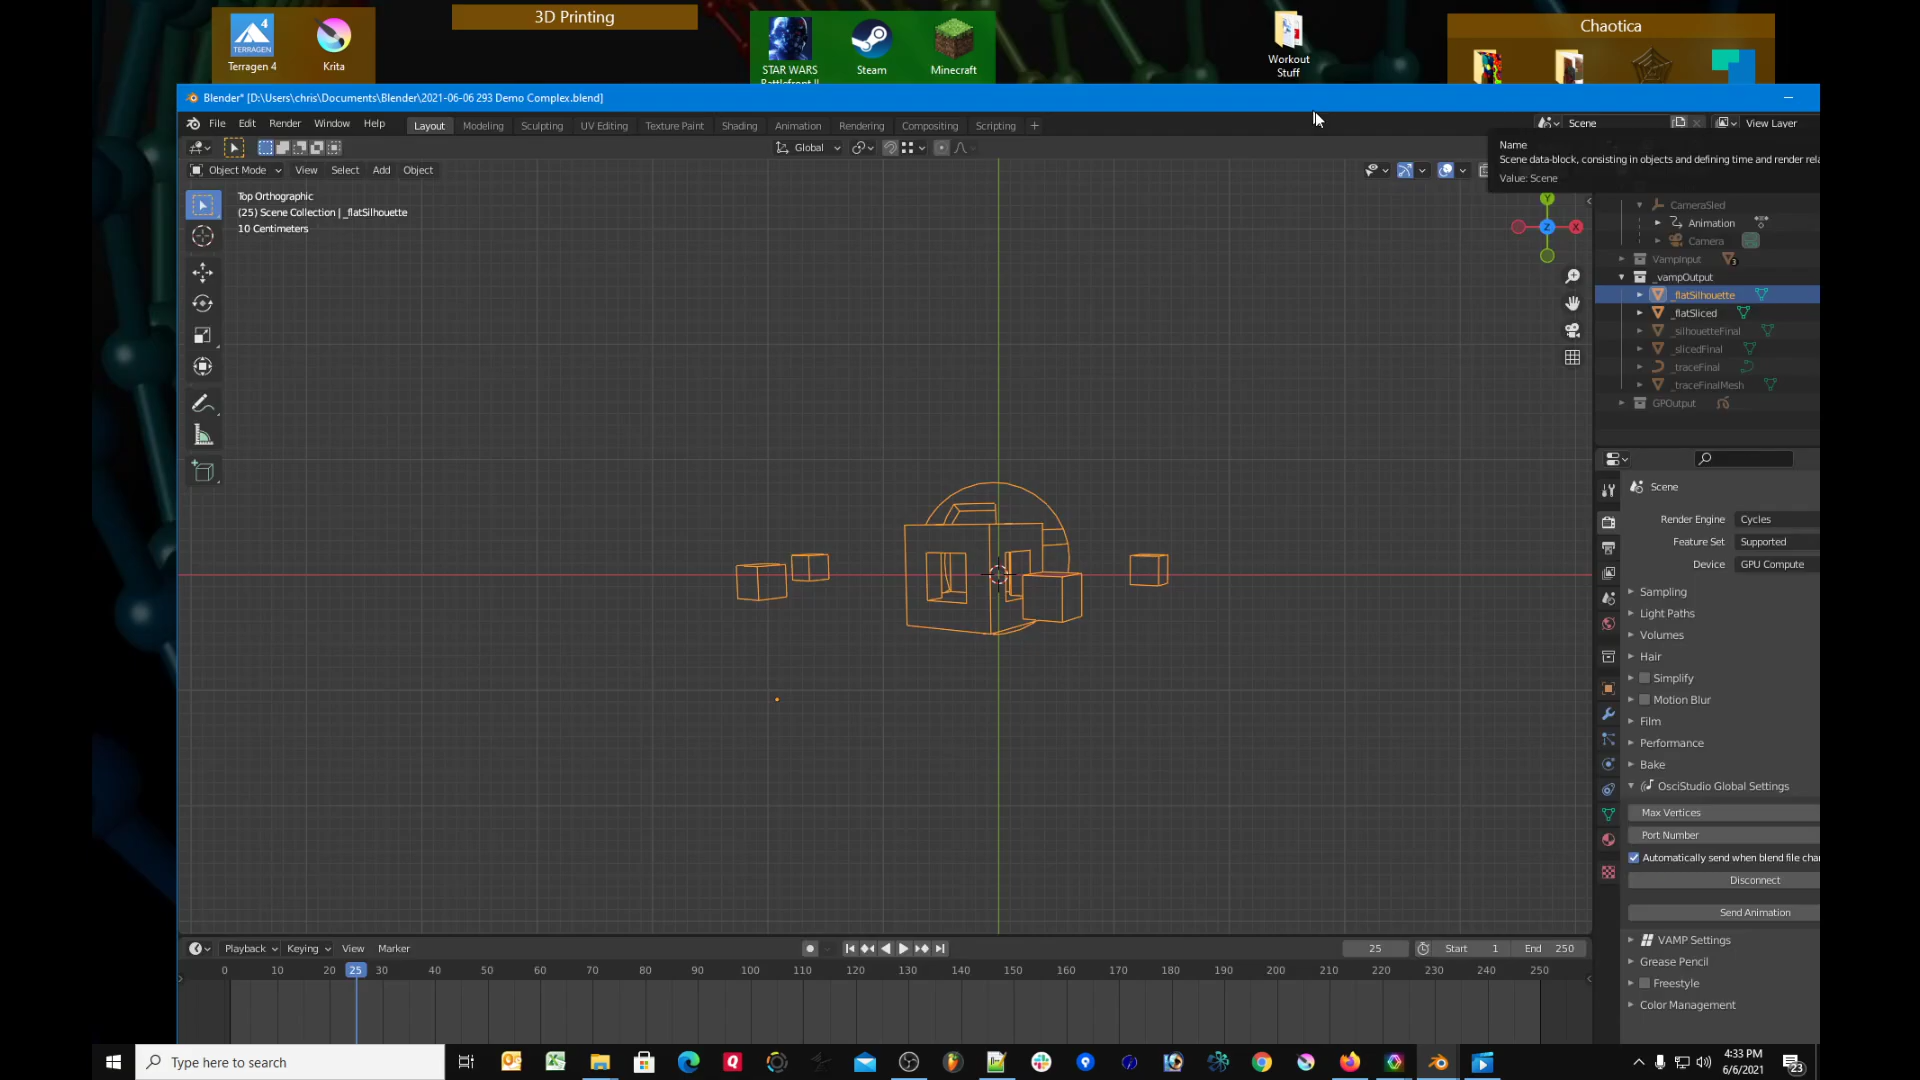 3D Printing
Chaotica
TERRAGEN
4
Terragen 4
Krita
STAR WARS
Steam
Minecraft
Workout
Stuff
Blender* [D:\Users\chris\Documents\Blender\2021-06-06 293 Demo Complex.blend]
File Edit Render Window Help Layout Modeling Sculpting UV Editing Texture Paint Shading Animation Rendering Compositing Scripting + Scene View Layer
Global
Name
Scene data-block, consisting in objects and defining time and render rela
Value: Scene
Object Mode View Select Add Object
Top Orthographic
(25) Scene Collection | _flatSilhouette
10 Centimeters
Y
X
Z
CameraSled
Animation
Camera
VampInput
3
_vampOutput
_flatSilhouette
_flatSliced
_silhouetteFinal
_slicedFinal
_traceFinal
_traceFinalMesh
GPOutput
Scene
Render Engine Cycles
Feature Set Supported
Device GPU Compute
Sampling
Light Paths
Volumes
Hair
Simplify
Motion Blur
Film
Performance
Bake
OsciStudio Global Settings
Max Vertices
Port Number
Automatically send when blend file cha
Disconnect
Send Animation
VAMP Settings
Grease Pencil
Freestyle
Color Management
Playback Keying View Marker 25 Start 1 End 250
0 10 20 25 30 40 50 60 70 80 90 100 110 120 130 140 150 160 170 180 190 200 210 220 230 240 250
Type here to search
4:33 PM
6/6/2021
23